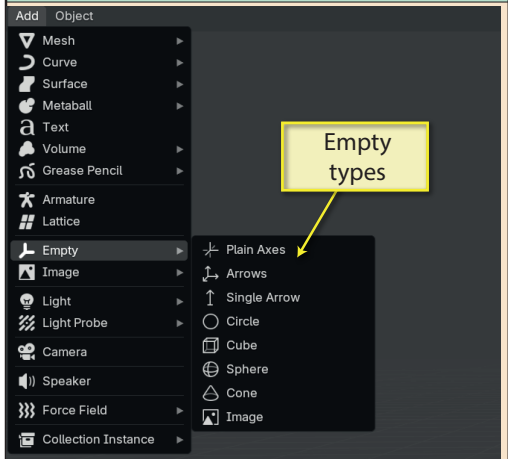 Add Object
Mesh
Curve
Surface
Metaball
Text
Volume
Grease Pencil
Armature
Lattice
Empty
Image
Light
Light Probe
Camera
Speaker
Force Field
Collection Instance
Empty
types
Plain Axes
Arrows
Single Arrow
Circle
Cube
Sphere
Cone
Image